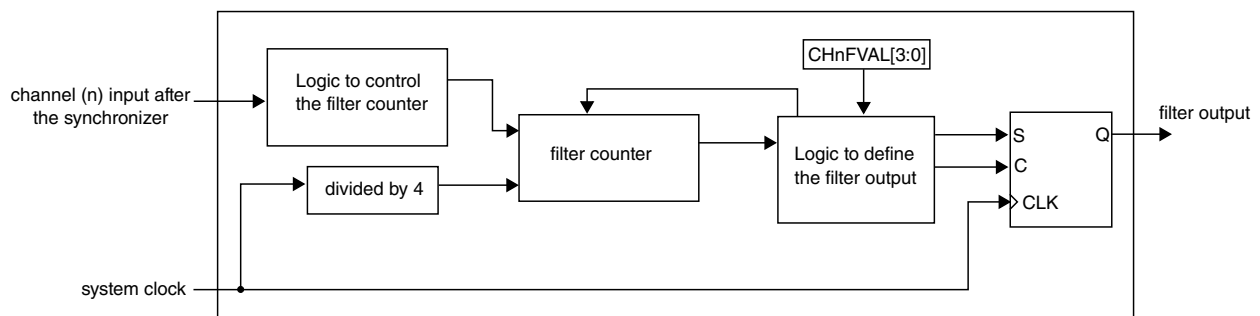 channel (n) input after
the synchronizer
Logic to control
the filter counter
divided by 4
filter counter
CHnFVAL[3:0]
Logic to define
the filter output
S
C
CLK
Q
filter output
system clock